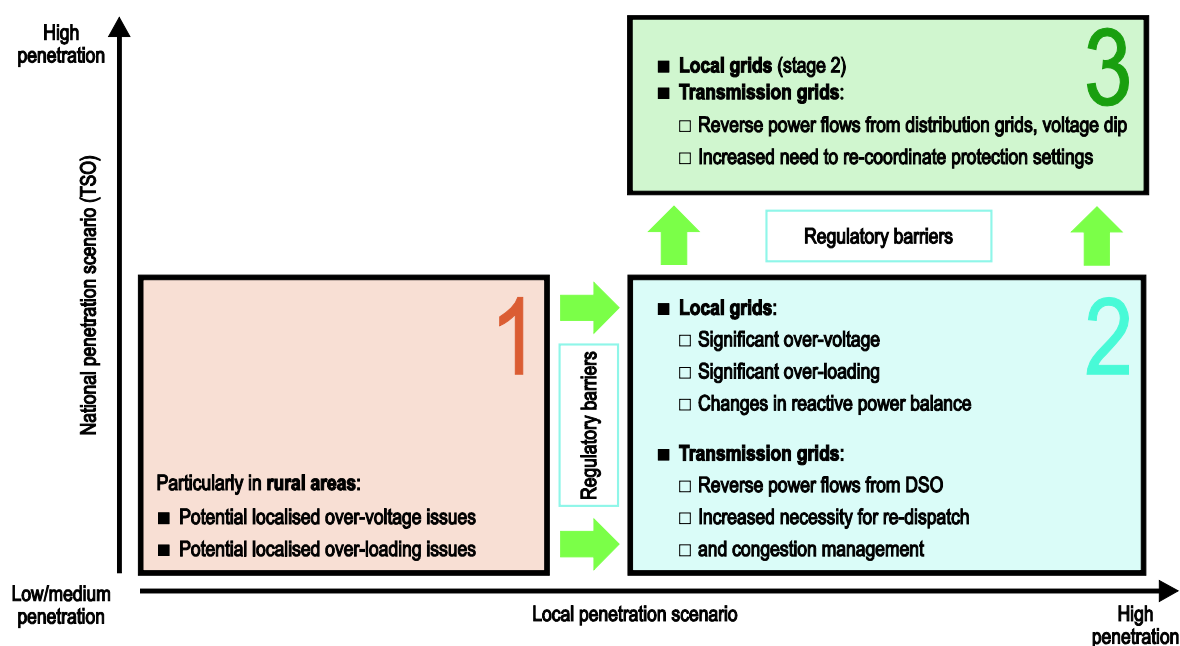 High
penetration
National penetration scenario (TSO)
3
■ Local grids (stage 2)
■ Transmission grids:
□ Reverse power flows from distribution grids, voltage dip
□ Increased need to re-coordinate protection settings
Regulatory barriers
1
Particularly in rural areas:
■ Potential localised over-voltage issues
■ Potential localised over-loading issues
Regulatory barriers
2
■ Local grids:
□ Significant over-voltage
□ Significant over-loading
□ Changes in reactive power balance
■ Transmission grids:
□ Reverse power flows from DSO
□ Increased necessity for re-dispatch
□ and congestion management
Low/medium
penetration
Local penetration scenario
High
penetration